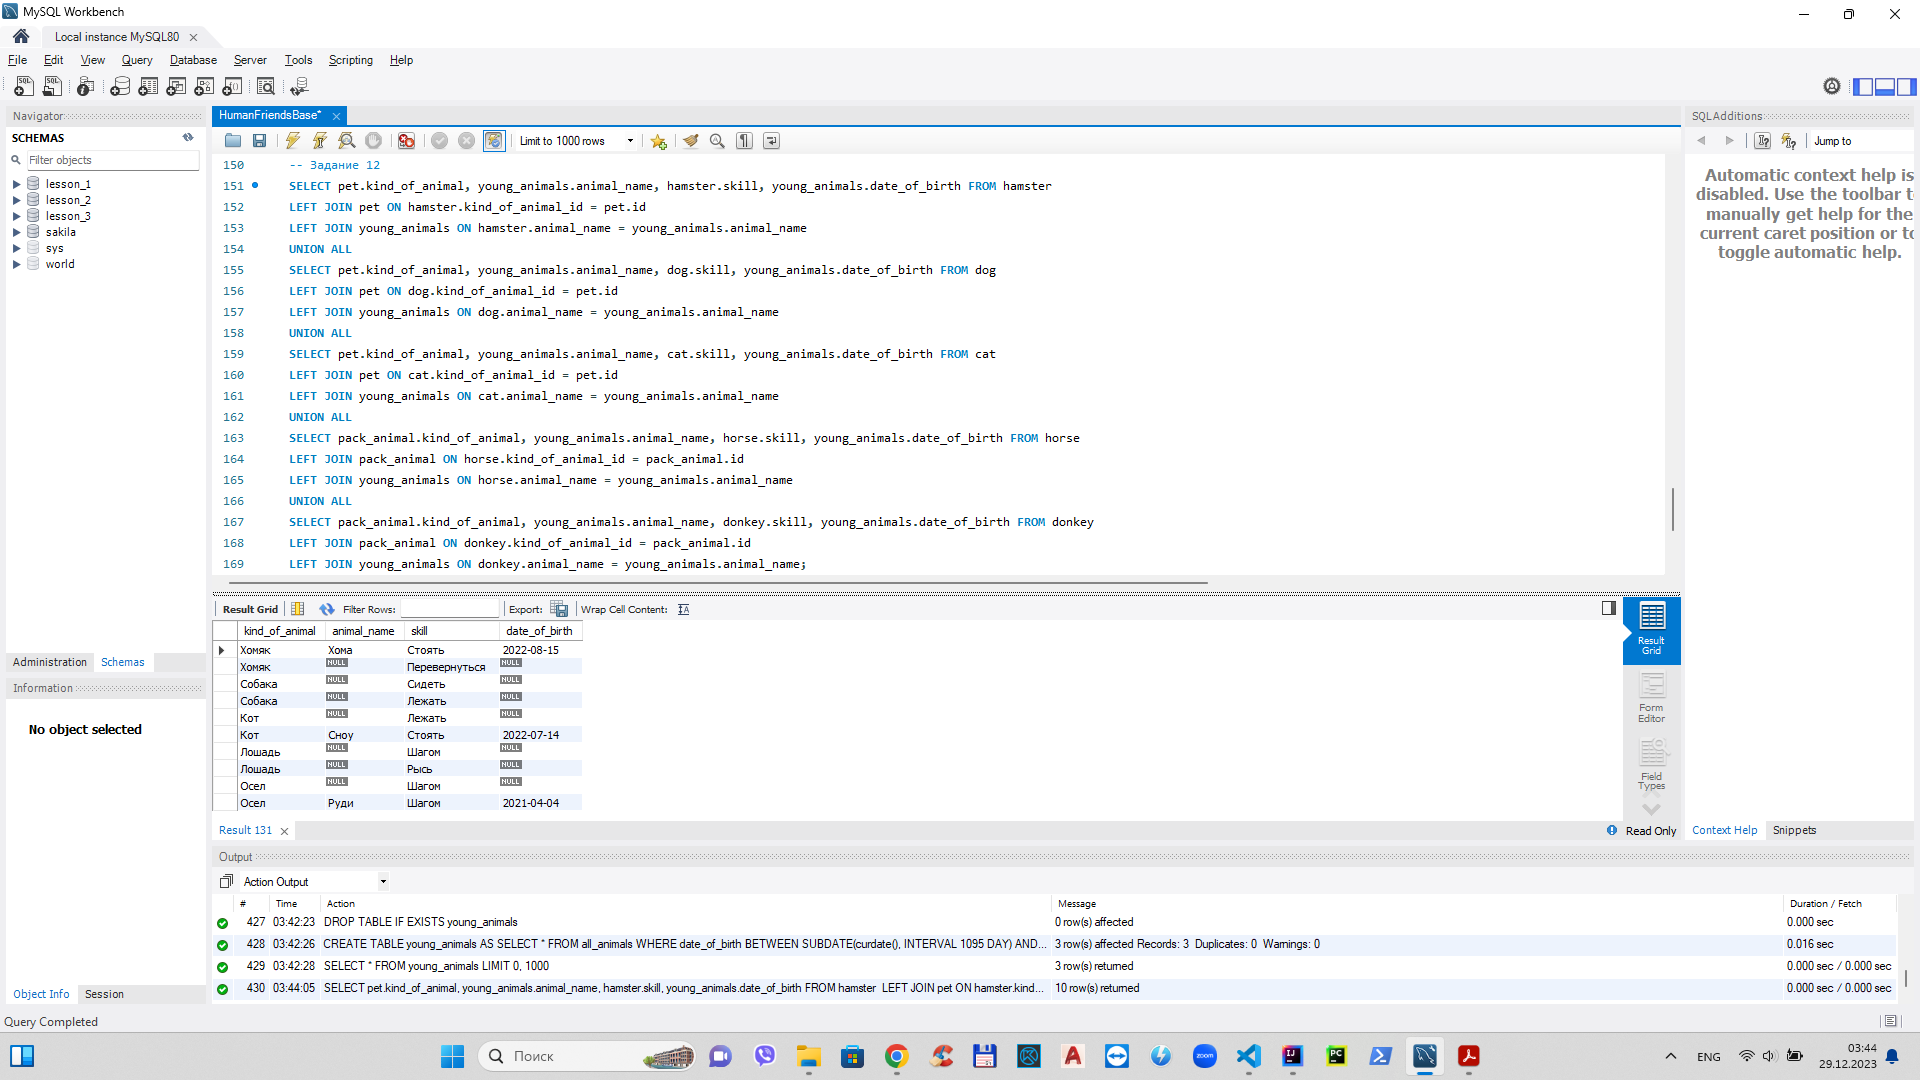 MySQL Workbench
Local instance MySQL80
File Edit View Query Database Server Tools Scripting Help
Navigator
SCHEMAS
Filter objects
lesson_1
lesson_2
lesson_3
sakila
sys
world
Administration Schemas
Information
No object selected
Object Info Session
HumanFriendsBase*
Limit to 1000 rows
150 -- Задание 12
151 SELECT pet.kind_of_animal, young_animals.animal_name, hamster.skill, young_animals.date_of_birth FROM hamster
152 LEFT JOIN pet ON hamster.kind_of_animal_id = pet.id
153 LEFT JOIN young_animals ON hamster.animal_name = young_animals.animal_name
154 UNION ALL
155 SELECT pet.kind_of_animal, young_animals.animal_name, dog.skill, young_animals.date_of_birth FROM dog
156 LEFT JOIN pet ON dog.kind_of_animal_id = pet.id
157 LEFT JOIN young_animals ON dog.animal_name = young_animals.animal_name
158 UNION ALL
159 SELECT pet.kind_of_animal, young_animals.animal_name, cat.skill, young_animals.date_of_birth FROM cat
160 LEFT JOIN pet ON cat.kind_of_animal_id = pet.id
161 LEFT JOIN young_animals ON cat.animal_name = young_animals.animal_name
162 UNION ALL
163 SELECT pack_animal.kind_of_animal, young_animals.animal_name, horse.skill, young_animals.date_of_birth FROM horse
164 LEFT JOIN pack_animal ON horse.kind_of_animal_id = pack_animal.id
165 LEFT JOIN young_animals ON horse.animal_name = young_animals.animal_name
166 UNION ALL
167 SELECT pack_animal.kind_of_animal, young_animals.animal_name, donkey.skill, young_animals.date_of_birth FROM donkey
168 LEFT JOIN pack_animal ON donkey.kind_of_animal_id = pack_animal.id
169 LEFT JOIN young_animals ON donkey.animal_name = young_animals.animal_name;
Result Grid Filter Rows: Export: Wrap Cell Content:
kind_of_animal animal_name skill date_of_birth
Хомяк Хома Стоять 2022-08-15
Хомяк NULL Перевернуться NULL
Собака NULL Сидеть NULL
Собака NULL Лежать NULL
Кот NULL Лежать NULL
Кот Сноу Стоять 2022-07-14
Лошадь NULL Шагом NULL
Лошадь NULL Рысь NULL
Осел NULL Шагом NULL
Осел Руди Шагом 2021-04-04
Result Grid
Form Editor
Field Types
Result 131
Read Only
SQLAdditions
Jump to
Automatic context help is
disabled. Use the toolbar t
manually get help for the
current caret position or to
toggle automatic help.
Context Help Snippets
Output
Action Output
# Time Action Message Duration / Fetch
427 03:42:23 DROP TABLE IF EXISTS young_animals 0 row(s) affected 0.000 sec
428 03:42:26 CREATE TABLE young_animals AS SELECT * FROM all_animals WHERE date_of_birth BETWEEN SUBDATE(curdate(), INTERVAL 1095 DAY) AND... 3 row(s) affected Records: 3 Duplicates: 0 Warnings: 0 0.016 sec
429 03:42:28 SELECT * FROM young_animals LIMIT 0, 1000 3 row(s) returned 0.000 sec / 0.000 sec
430 03:44:05 SELECT pet.kind_of_animal, young_animals.animal_name, hamster.skill, young_animals.date_of_birth FROM hamster LEFT JOIN pet ON hamster.kind... 10 row(s) returned 0.000 sec / 0.000 sec
Query Completed
Поиск
zoom
ENG
03:44
29.12.2023